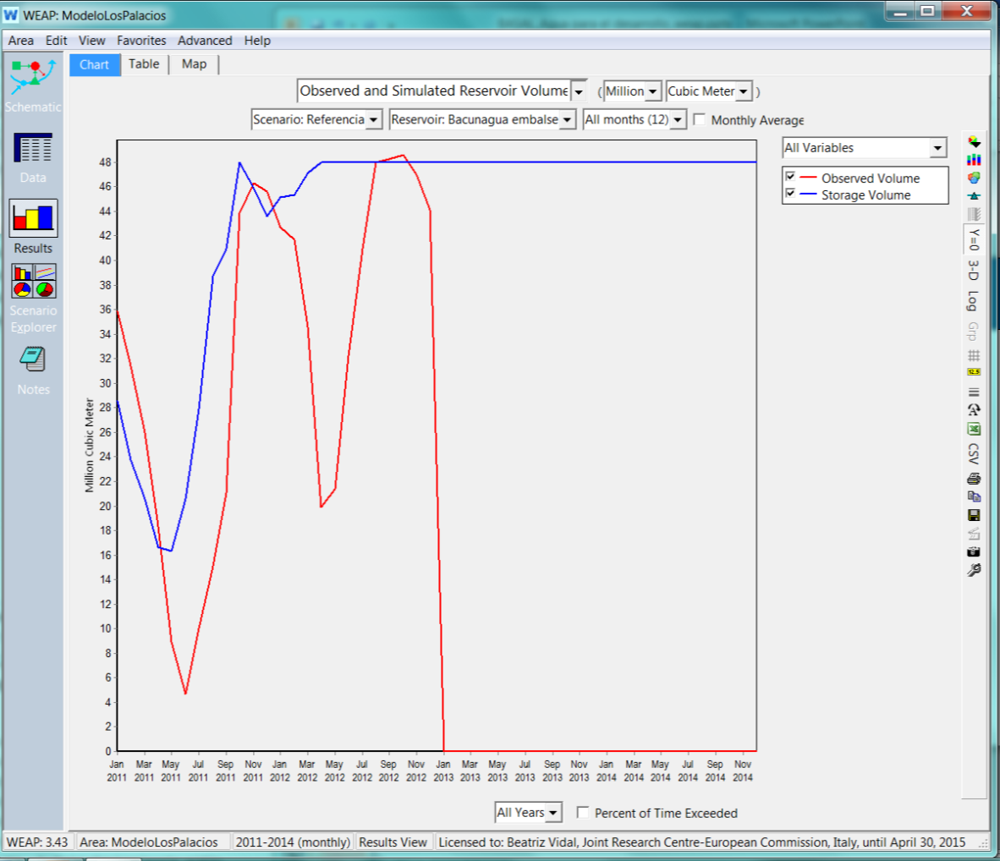 WEAP: ModeloLosPalacios
Area Edit View Favorites Advanced Help
Chart Table Map
Schematic
Data
Results
Scenario
Explorer
Notes
Observed and Simulated Reservoir Volume ( Million Cubic Meter )
Scenario: Referencia Reservoir: Bacunagua embalse All months (12) Monthly Average
All Variables
Observed Volume
Storage Volume
Million Cubic Meter
48
46
44
42
40
38
36
34
32
30
28
26
24
22
20
18
16
14
12
10
8
6
4
2
0
Jan Mar May Jul Sep Nov Jan Mar May Jul Sep Nov Jan Mar May Jul Sep Nov Jan Mar May Jul Sep Nov
2011 2011 2011 2011 2011 2011 2012 2012 2012 2012 2012 2012 2013 2013 2013 2013 2013 2013 2014 2014 2014 2014 2014 2014
Y=0
3-D
Log
Grp
12.5
CSV
All Years Percent of Time Exceeded
WEAP: 3.43 Area: ModeloLosPalacios 2011-2014 (monthly) Results View Licensed to: Beatriz Vidal, Joint Research Centre-European Commission, Italy, until April 30, 2015